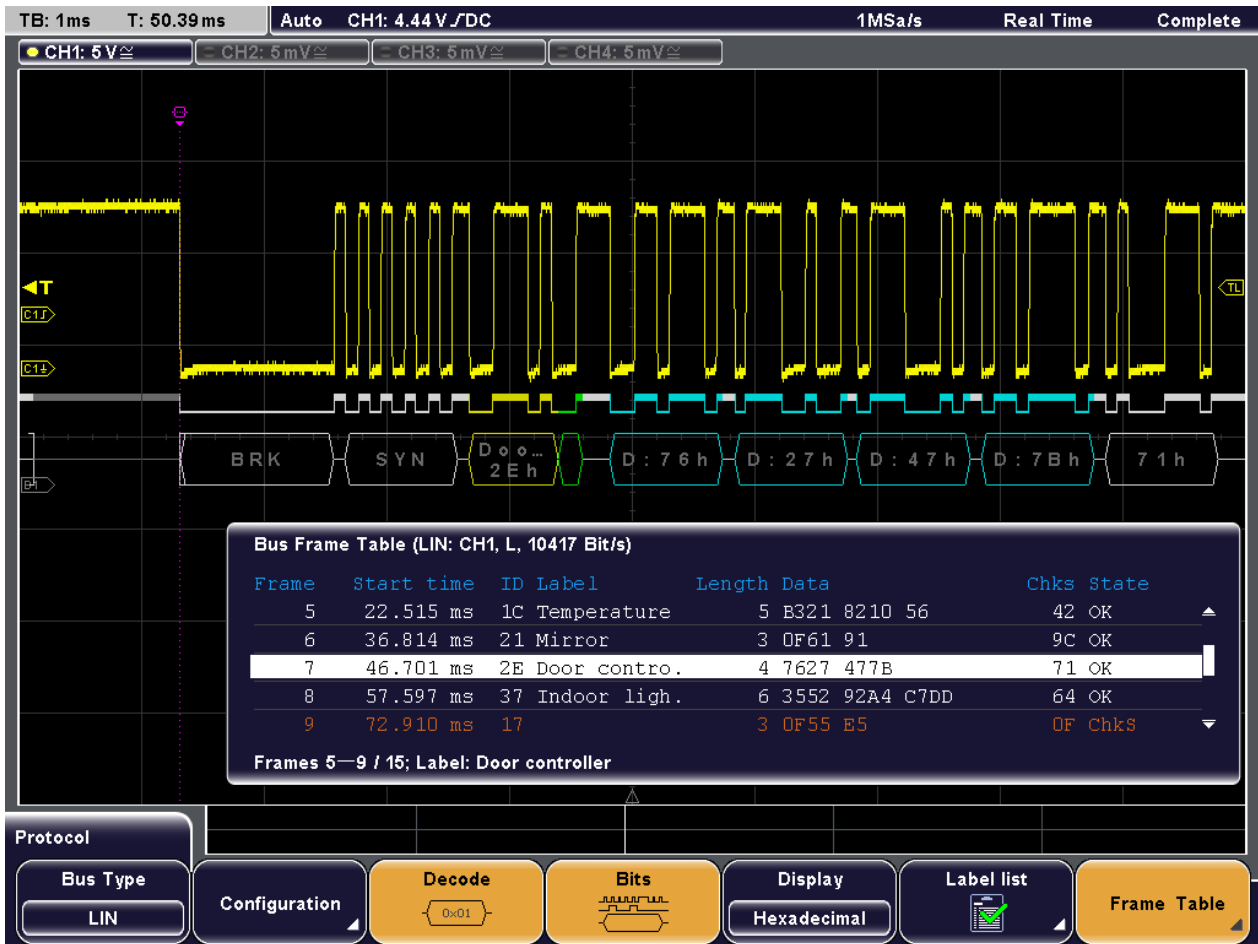 TB: 1ms T: 50.39 ms Auto CH1: 4.44 V DC 1MSa/s Real Time Complete
CH1: 5 V≅ CH2: 5 mV≅ CH3: 5 mV≅ CH4: 5 mV≅
T
TL
C1
C1
BRK SYN Doo... 2Eh D:76h D:27h D:47h D:7Bh 71h
B1
Bus Frame Table (LIN: CH1, L, 10417 Bit/s)
Frame Start time ID Label Length Data Chks State
5 22.515 ms 1C Temperature 5 B321 8210 56 42 OK
6 36.814 ms 21 Mirror 3 0F61 91 9C OK
7 46.701 ms 2E Door contro. 4 7627 477B 71 OK
8 57.597 ms 37 Indoor ligh. 6 3552 92A4 C7DD 64 OK
9 72.910 ms 17 3 0F55 E5 0F ChkS
Frames 5—9 / 15; Label: Door controller
Protocol
Bus Type Configuration Decode Bits Display Label list Frame Table
LIN 0x01 Hexadecimal